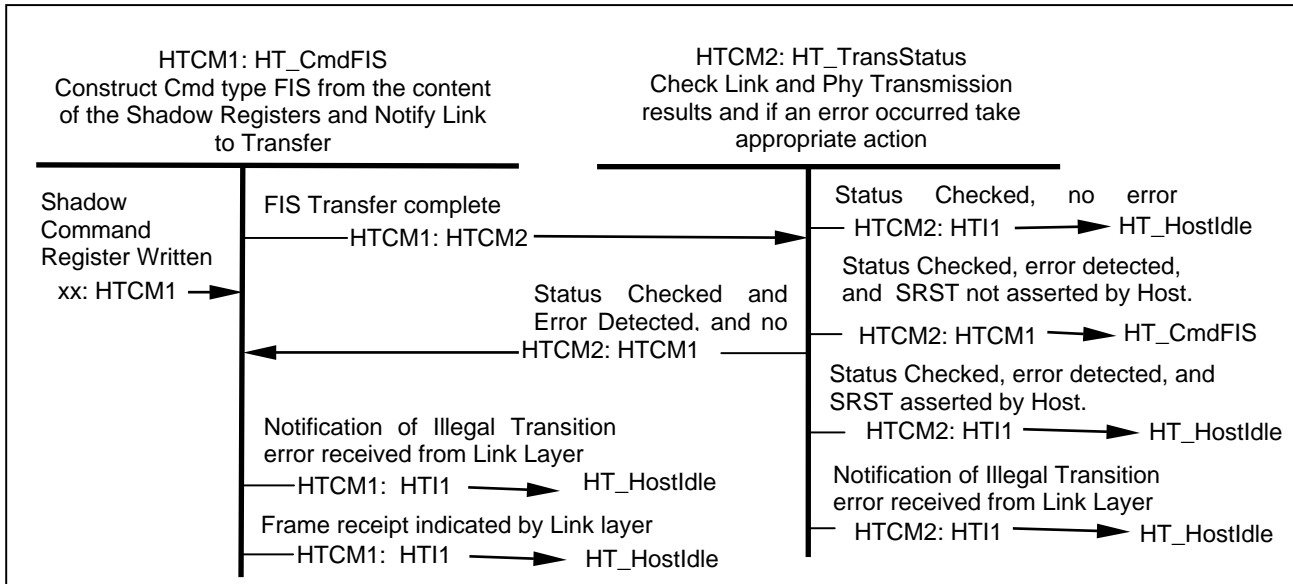 HTCM1: HT_CmdFIS
Construct Cmd type FIS from the content
of the Shadow Registers and Notify Link
to Transfer
Shadow
Command
Register Written
xx: HTCM1
FIS Transfer complete
HTCM1: HTCM2
Status Checked and
Error Detected, and no
HTCM2: HTCM1
Notification of Illegal Transition
error received from Link Layer
HTCM1: HTI1
HT_HostIdle
Frame receipt indicated by Link layer
HTCM1: HTI1
HT_HostIdle
HTCM2: HT_TransStatus
Check Link and Phy Transmission
results and if an error occurred take
appropriate action
Status Checked, no error
HTCM2: HTI1
HT_HostIdle
Status Checked, error detected,
and SRST not asserted by Host.
HTCM2: HTCM1
HT_CmdFIS
Status Checked, error detected, and
SRST asserted by Host.
HTCM2: HTI1
HT_HostIdle
Notification of Illegal Transition
error received from Link Layer
HTCM2: HTI1
HT_HostIdle